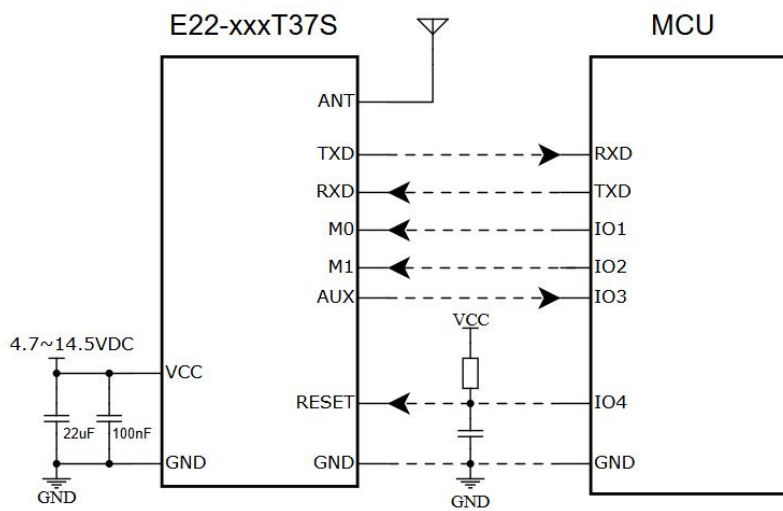 E22-xxxT37S
MCU
ANT
TXD
RXD
RXD
TXD
M0
IO1
M1
IO2
AUX
IO3
VCC
4.7~14.5VDC
VCC
RESET
IO4
22uF
100nF
GND
GND
GND
GND
GND